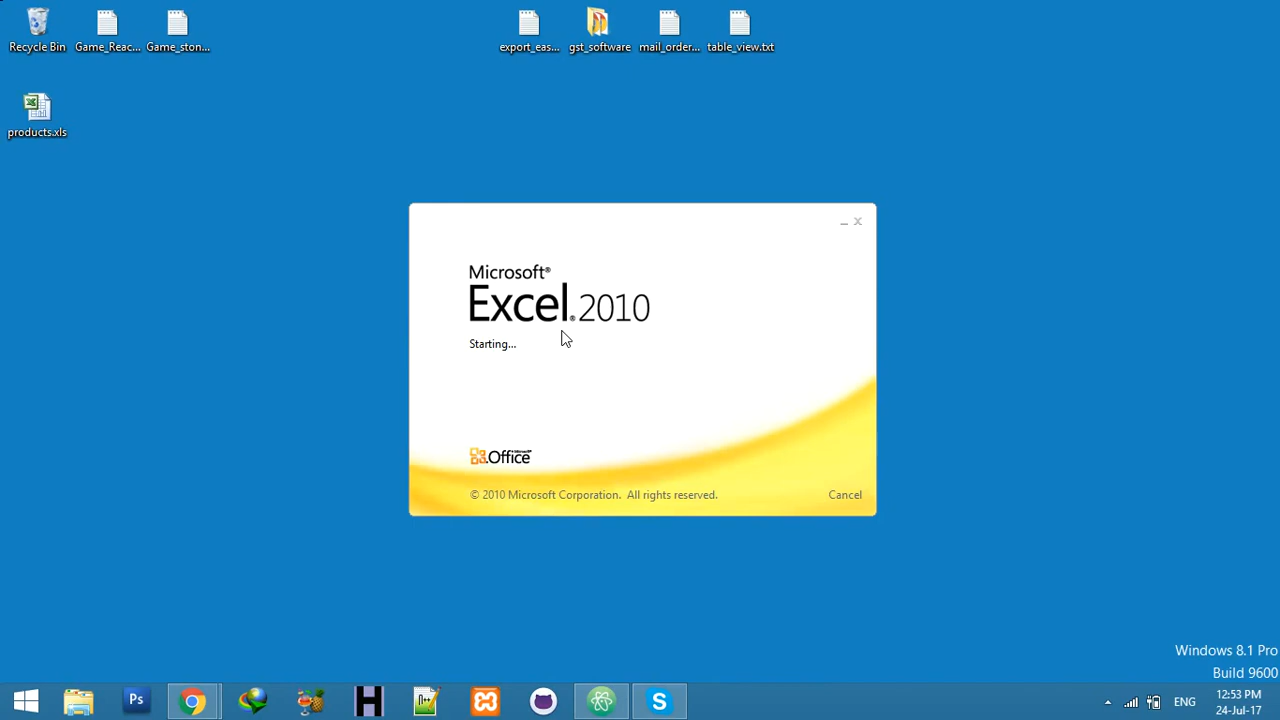 Recycle Bin
Game_Reac...
Game_ston...
export_eas...
gst_software
mail_order...
table_view.txt
products.xls
Microsoft®
Excel®2010
Starting...
Office
© 2010 Microsoft Corporation. All rights reserved.
Cancel
Windows 8.1 Pro
Build 9600
Ps
ENG
12:53 PM
24-Jul-17